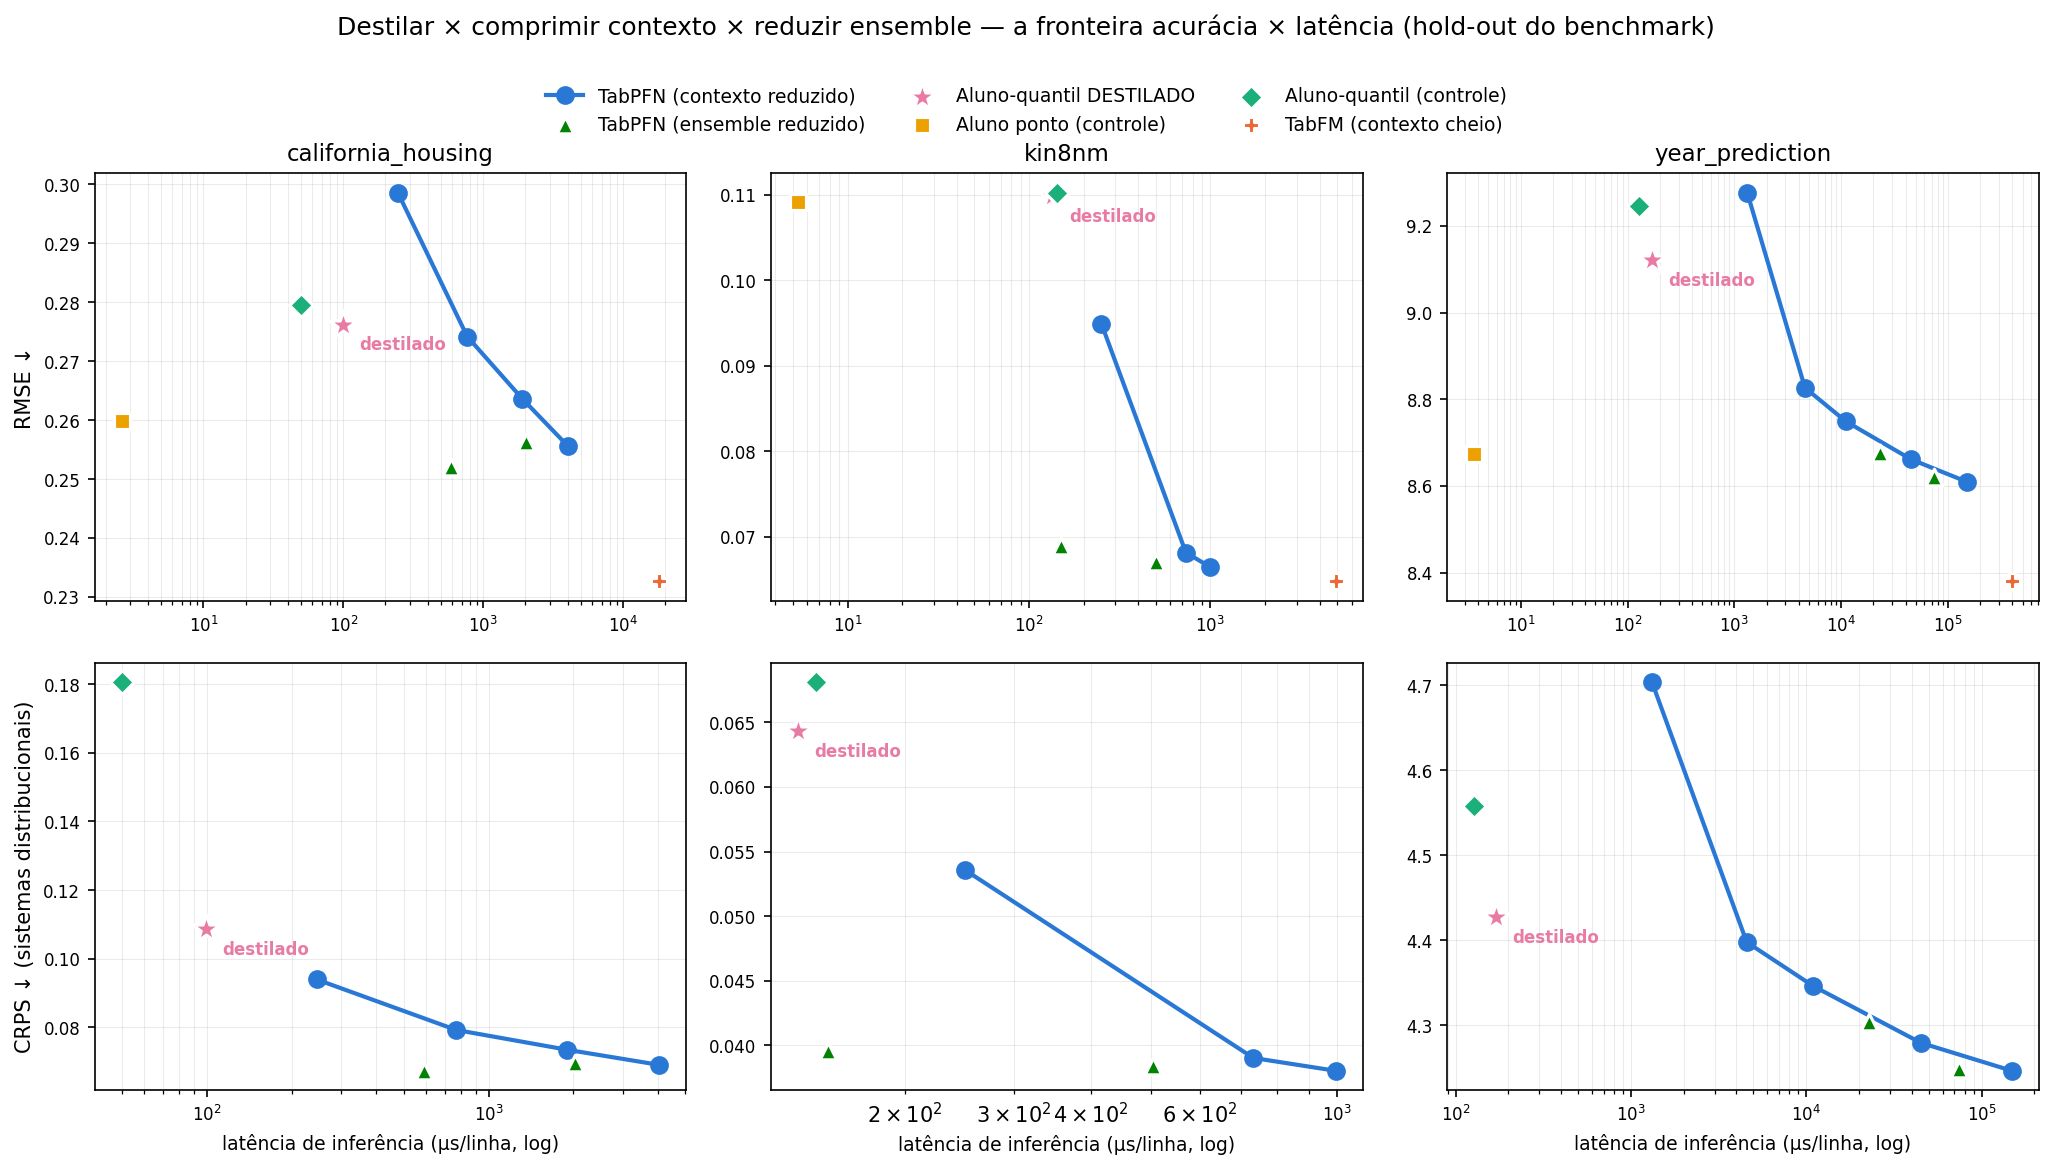 Destilar × comprimir contexto × reduzir ensemble — a fronteira acurácia × latência (hold-out do benchmark)
TabPFN (contexto reduzido)
TabPFN (ensemble reduzido)
Aluno-quantil DESTILADO
Aluno ponto (controle)
Aluno-quantil (controle)
TabFM (contexto cheio)
california_housing
RMSE ↓
0.30
0.29
0.28
0.27
0.26
0.25
0.24
0.23
destilado
10¹ 10² 10³ 10⁴
kin8nm
0.11
0.10
0.09
0.08
0.07
destilado
10¹ 10² 10³
year_prediction
9.2
9.0
8.8
8.6
8.4
destilado
10¹ 10² 10³ 10⁴ 10⁵
CRPS ↓ (sistemas distribucionais)
0.18
0.16
0.14
0.12
0.10
0.08
destilado
10² 10³
latência de inferência (µs/linha, log)
0.065
0.060
0.055
0.050
0.045
0.040
destilado
2 × 10² 3 × 10² 4 × 10² 6 × 10² 10³
latência de inferência (µs/linha, log)
4.7
4.6
4.5
4.4
4.3
destilado
10² 10³ 10⁴ 10⁵
latência de inferência (µs/linha, log)